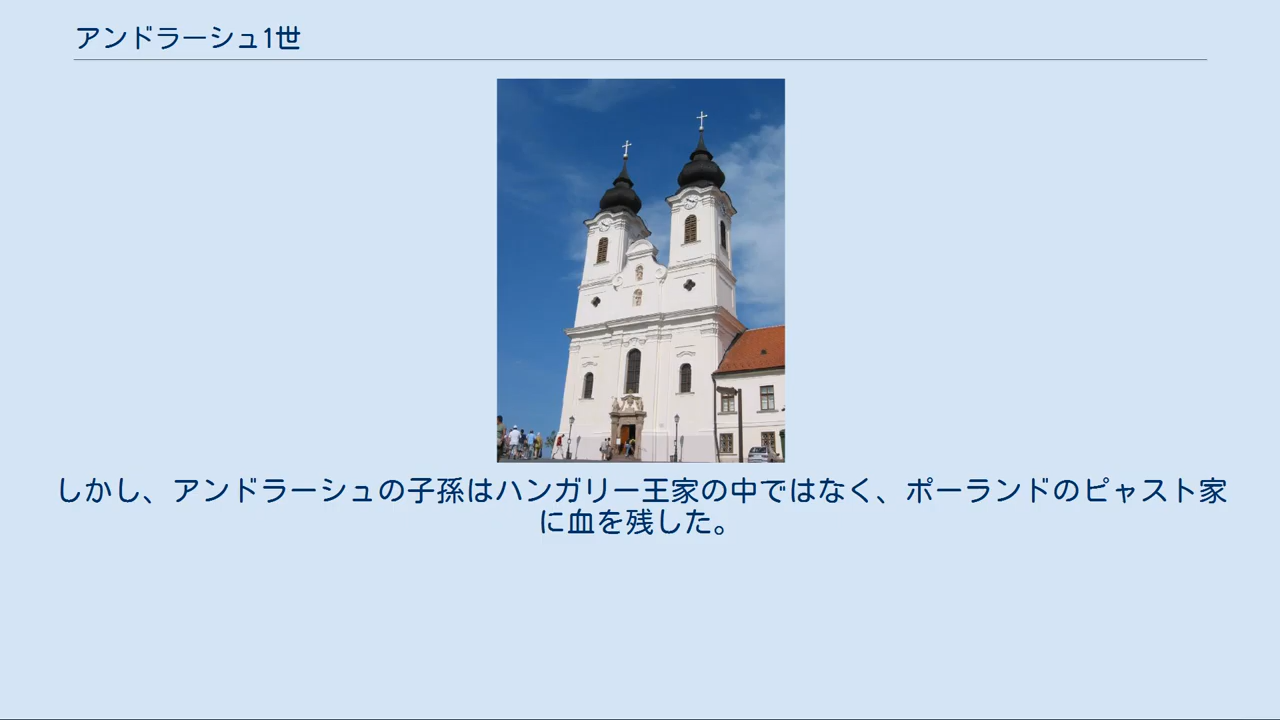 アンドラーシュ1世
しかし、アンドラーシュの子孫はハンガリー王家の中ではなく、ポーランドのピャスト家
に血を残した。